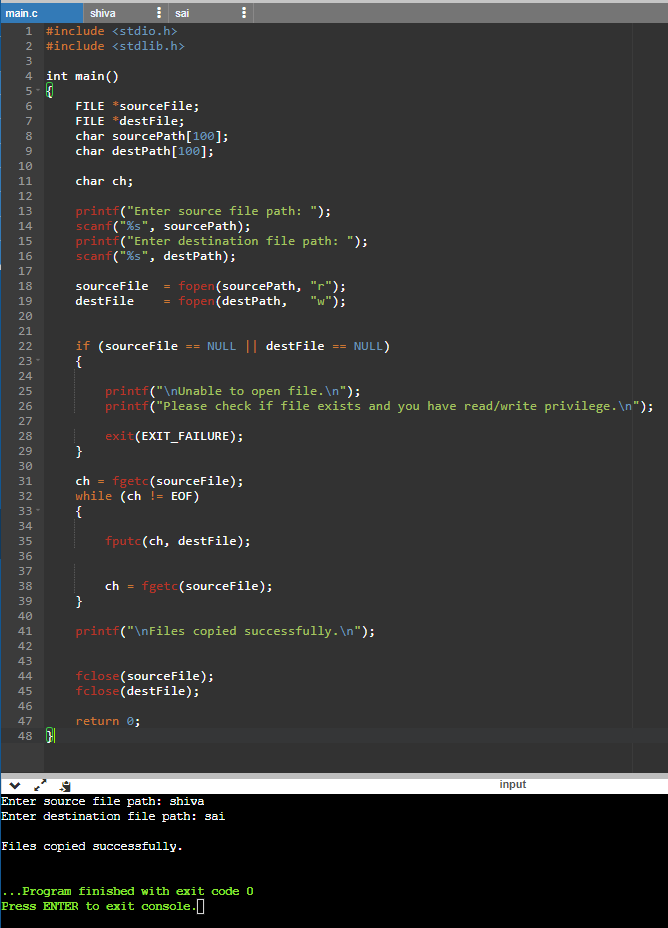 main.c shiva sai
1 #include <stdio.h>
2 #include <stdlib.h>
3
4 int main()
5 {
6 FILE *sourceFile;
7 FILE *destFile;
8 char sourcePath[100];
9 char destPath[100];
10
11 char ch;
12
13 printf("Enter source file path: ");
14 scanf("%s", sourcePath);
15 printf("Enter destination file path: ");
16 scanf("%s", destPath);
17
18 sourceFile = fopen(sourcePath, "r");
19 destFile = fopen(destPath, "w");
20
21
22 if (sourceFile == NULL || destFile == NULL)
23 {
24
25 printf("\nUnable to open file.\n");
26 printf("Please check if file exists and you have read/write privilege.\n");
27
28 exit(EXIT_FAILURE);
29 }
30
31 ch = fgetc(sourceFile);
32 while (ch != EOF)
33 {
34
35 fputc(ch, destFile);
36
37
38 ch = fgetc(sourceFile);
39 }
40
41 printf("\nFiles copied successfully.\n");
42
43
44 fclose(sourceFile);
45 fclose(destFile);
46
47 return 0;
48 }
input
Enter source file path: shiva
Enter destination file path: sai
Files copied successfully.
...Program finished with exit code 0
Press ENTER to exit console.